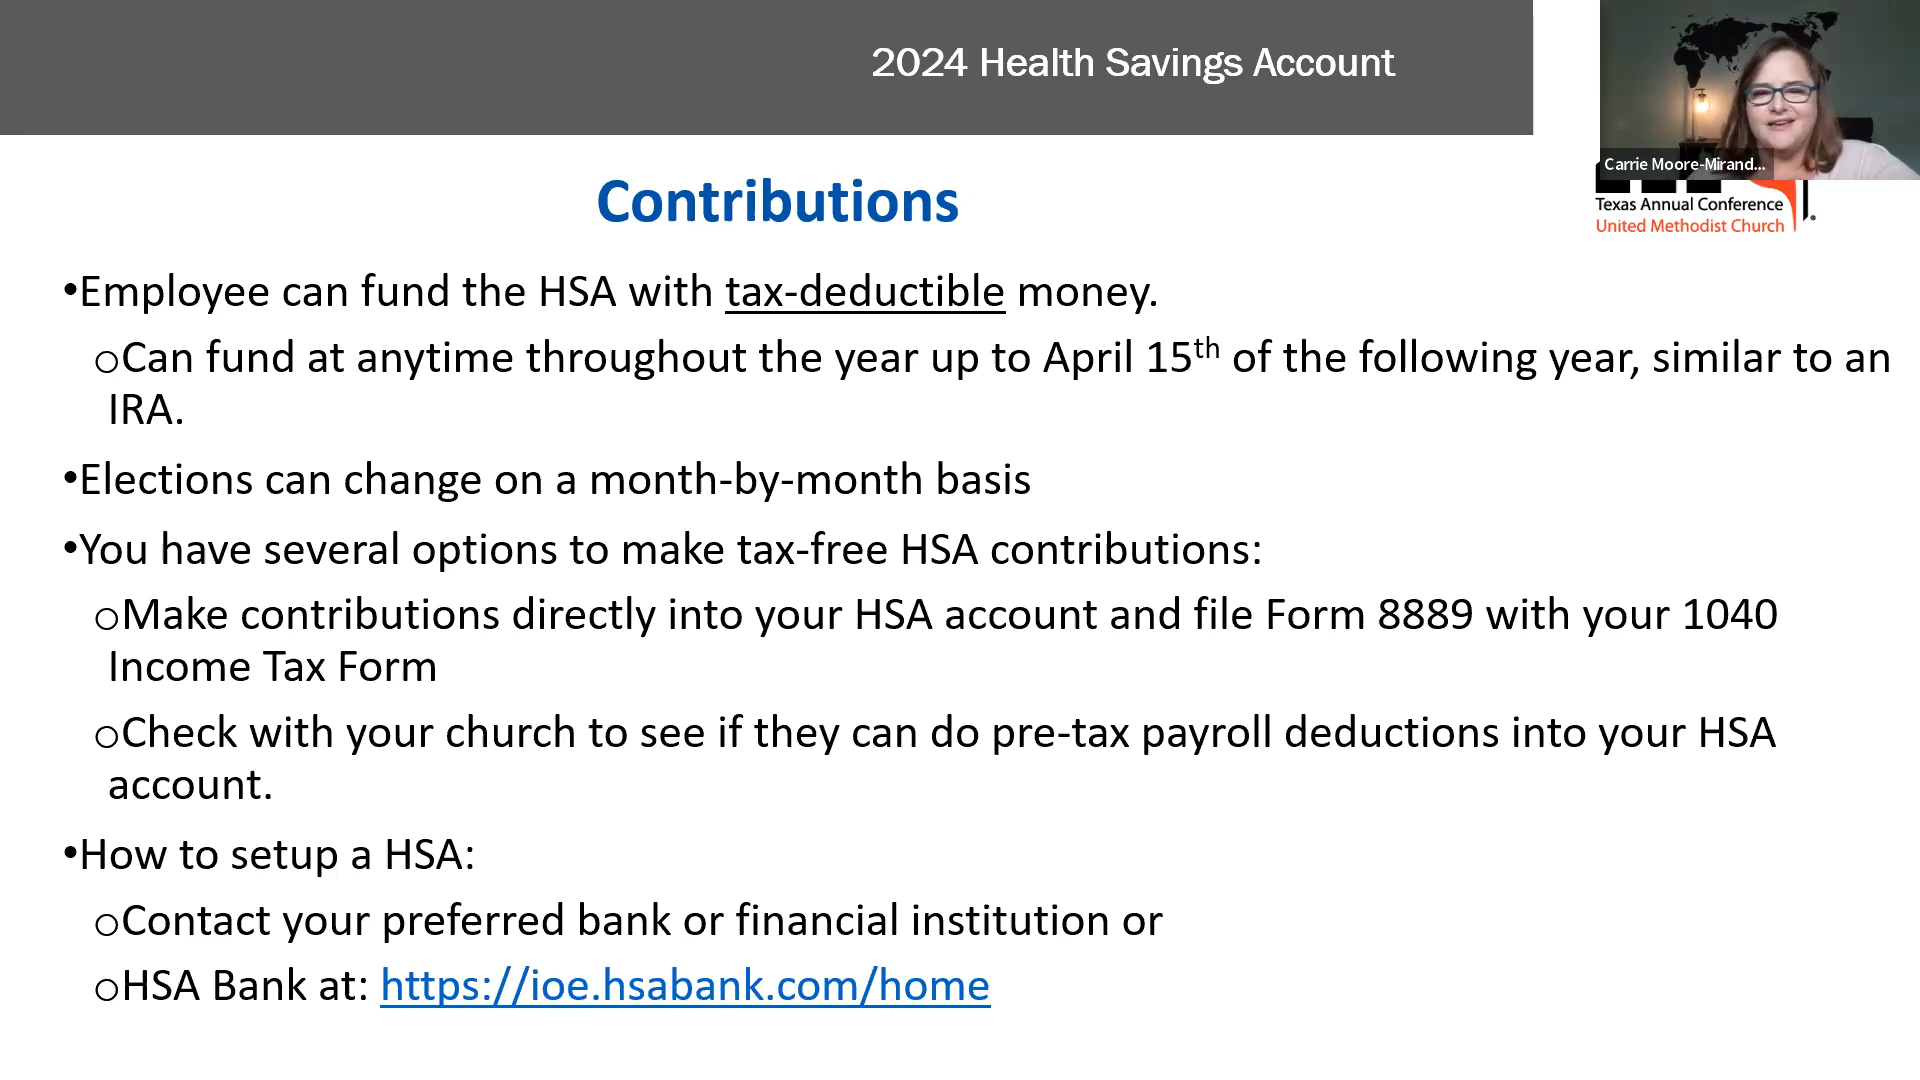 2024 Health Savings Account
Carrie Moore-Mirand...
Texas Annual Conference
United Methodist Church
Contributions
•Employee can fund the HSA with tax-deductible money.
oCan fund at anytime throughout the year up to April 15th of the following year, similar to an
IRA.
•Elections can change on a month-by-month basis
•You have several options to make tax-free HSA contributions:
oMake contributions directly into your HSA account and file Form 8889 with your 1040
Income Tax Form
oCheck with your church to see if they can do pre-tax payroll deductions into your HSA
account.
•How to setup a HSA:
oContact your preferred bank or financial institution or
oHSA Bank at: https://ioe.hsabank.com/home